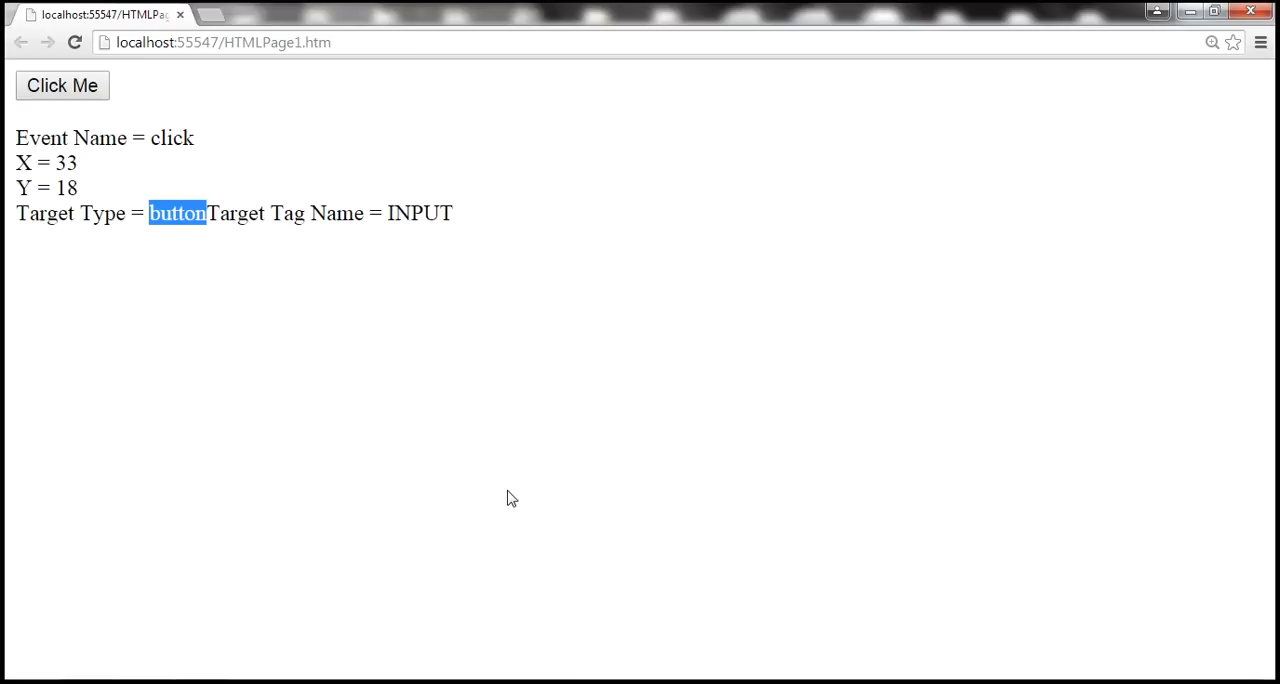 localhost:55547/HTMLPag
localhost:55547/HTMLPage1.htm
Click Me
Event Name = click
X = 33
Y = 18
Target Type = buttonTarget Tag Name = INPUT